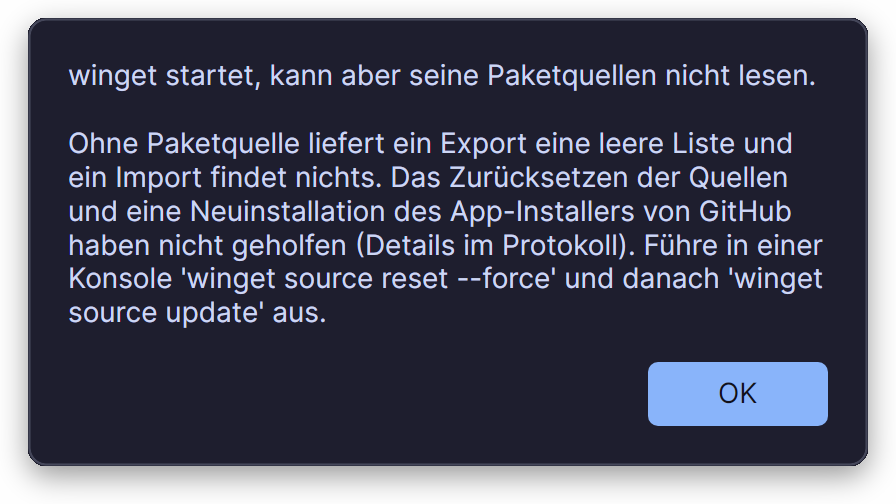 winget startet, kann aber seine Paketquellen nicht lesen.
Ohne Paketquelle liefert ein Export eine leere Liste und
ein Import findet nichts. Das Zurücksetzen der Quellen
und eine Neuinstallation des App-Installers von GitHub
haben nicht geholfen (Details im Protokoll). Führe in einer
Konsole 'winget source reset --force' und danach 'winget
source update' aus.
OK